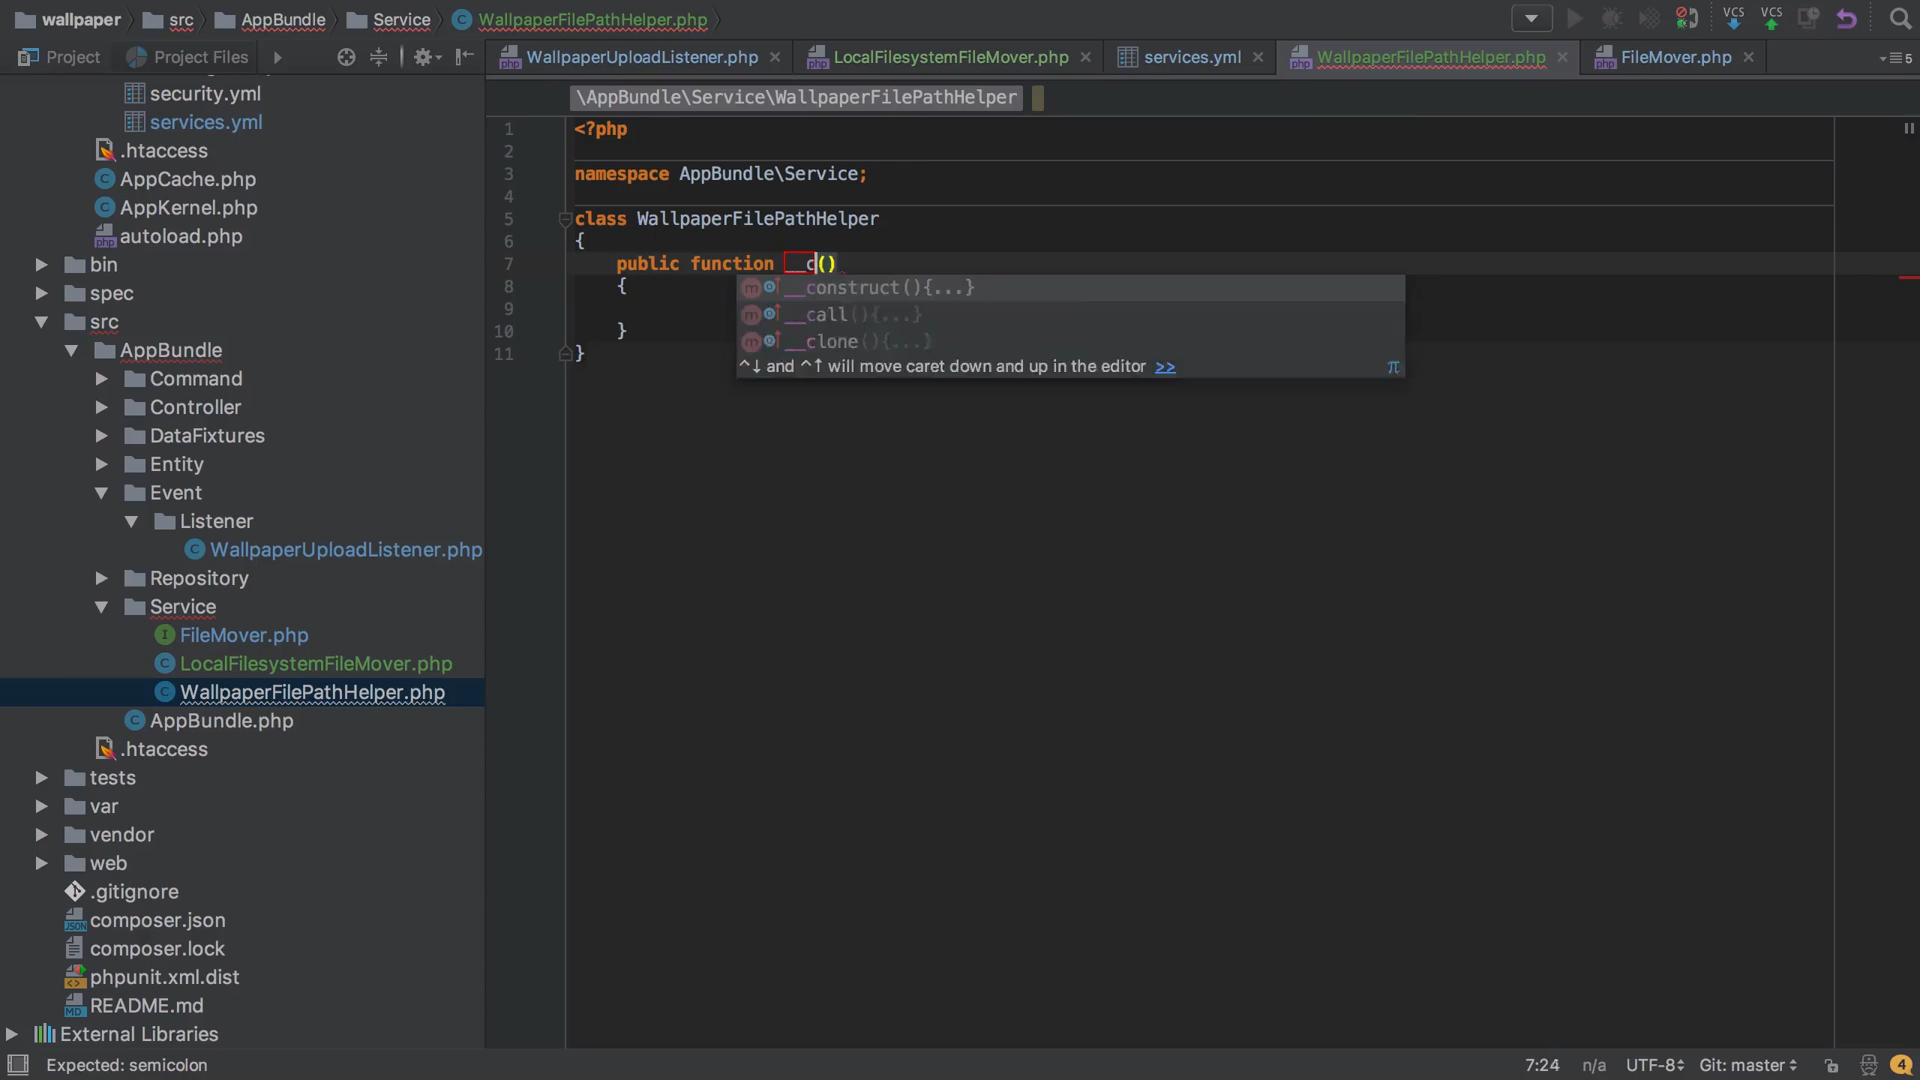 wallpaper src AppBundle Service WallpaperFilePathHelper.php
VCS VCS
Project Project Files
WallpaperUploadListener.php LocalFilesystemFileMover.php services.yml WallpaperFilePathHelper.php FileMover.php 5
\AppBundle\Service\WallpaperFilePathHelper
security.yml
services.yml
.htaccess
AppCache.php
AppKernel.php
autoload.php
bin
spec
src
AppBundle
Command
Controller
DataFixtures
Entity
Event
Listener
WallpaperUploadListener.php
Repository
Service
FileMover.php
LocalFilesystemFileMover.php
WallpaperFilePathHelper.php
AppBundle.php
.htaccess
tests
var
vendor
web
.gitignore
composer.json
composer.lock
phpunit.xml.dist
README.md
External Libraries
1 <?php
2
3 namespace AppBundle\Service;
4
5 class WallpaperFilePathHelper
6 {
7 public function __c()
8 {
9
10 }
11 }
__construct(){...}
__call(){...}
__clone(){...}
^↓ and ^↑ will move caret down and up in the editor >> π
Expected: semicolon 7:24 n/a UTF-8 Git: master 4